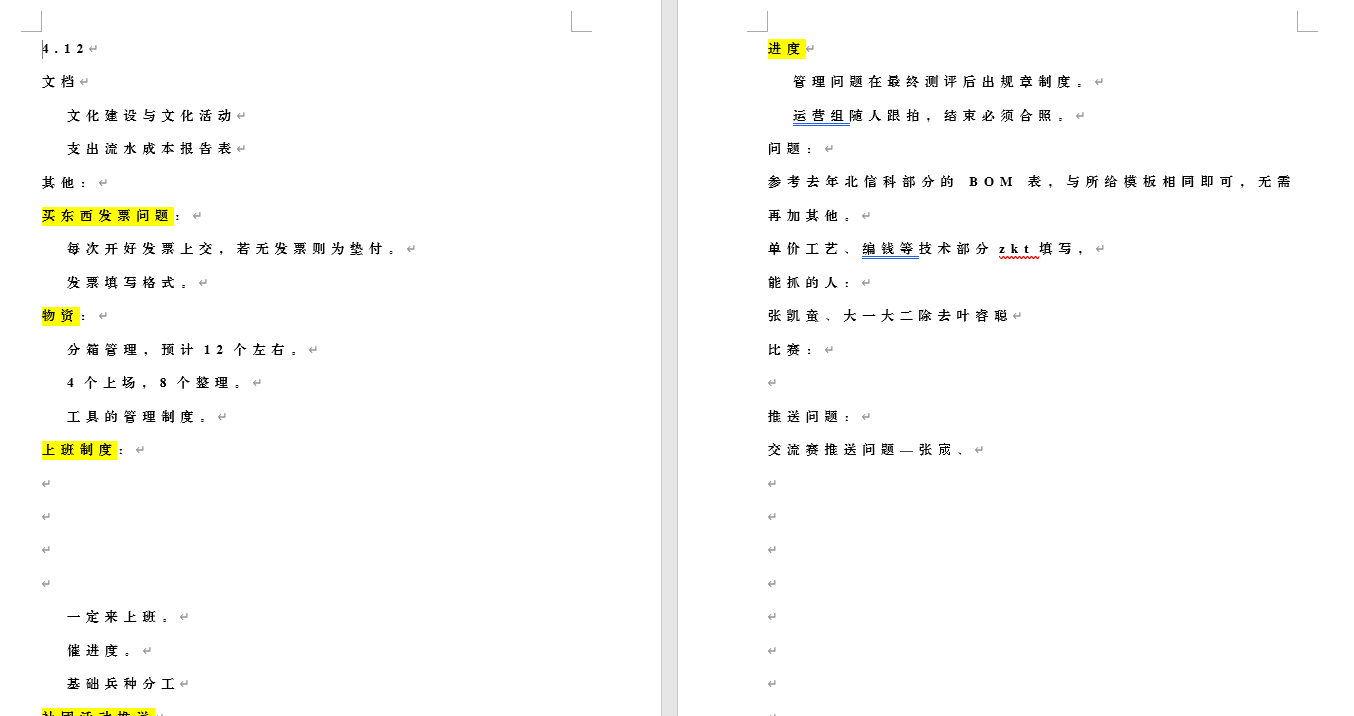 4.12
文档
文化建设与文化活动
支出流水成本报告表
其他：
买东西发票问题：
每次开好发票上交，若无发票则为垫付。
发票填写格式。
物资：
分箱管理，预计 12 个左右。
4 个上场，8 个整理。
工具的管理制度。
上班制度：
一定来上班。
催进度。
基础兵种分工
社团活动推送
进度
管理问题在最终测评后出规章制度。
运营组随人跟拍，结束必须合照。
问题：
参考去年北信科部分的 BOM 表，与所给模板相同即可，无需
再加其他。
单价工艺、编钱等技术部分 zkt 填写，
能抓的人：
张凯童、大一大二除去叶睿聪
比赛：
推送问题：
交流赛推送问题—张宬、